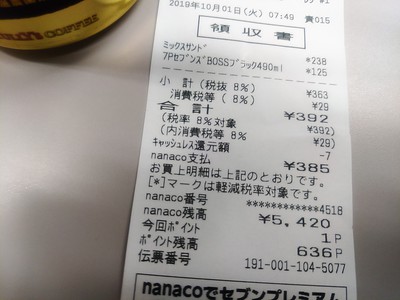 COFFEE
2019年10月01日(火) 07:49 責015
領収書
ミックスサンド *238
7PセブンズBOSSブラック490ml *125
小 計(税抜 8%) ¥363
消費税等( 8%) ¥29
合 計 ¥392
(税率 8%対象 ¥392)
(内消費税等 8% ¥29)
キャッシュレス還元額 -7
nanaco支払 ¥385
お買上明細は上記のとおりです。
[*]マークは軽減税率対象です。
nanaco番号 ************4518
nanaco残高 ¥5,420
今回ポイント 1P
ポイント残高 636P
伝票番号 191-001-104-5077
nanacoでセブンプレミアム